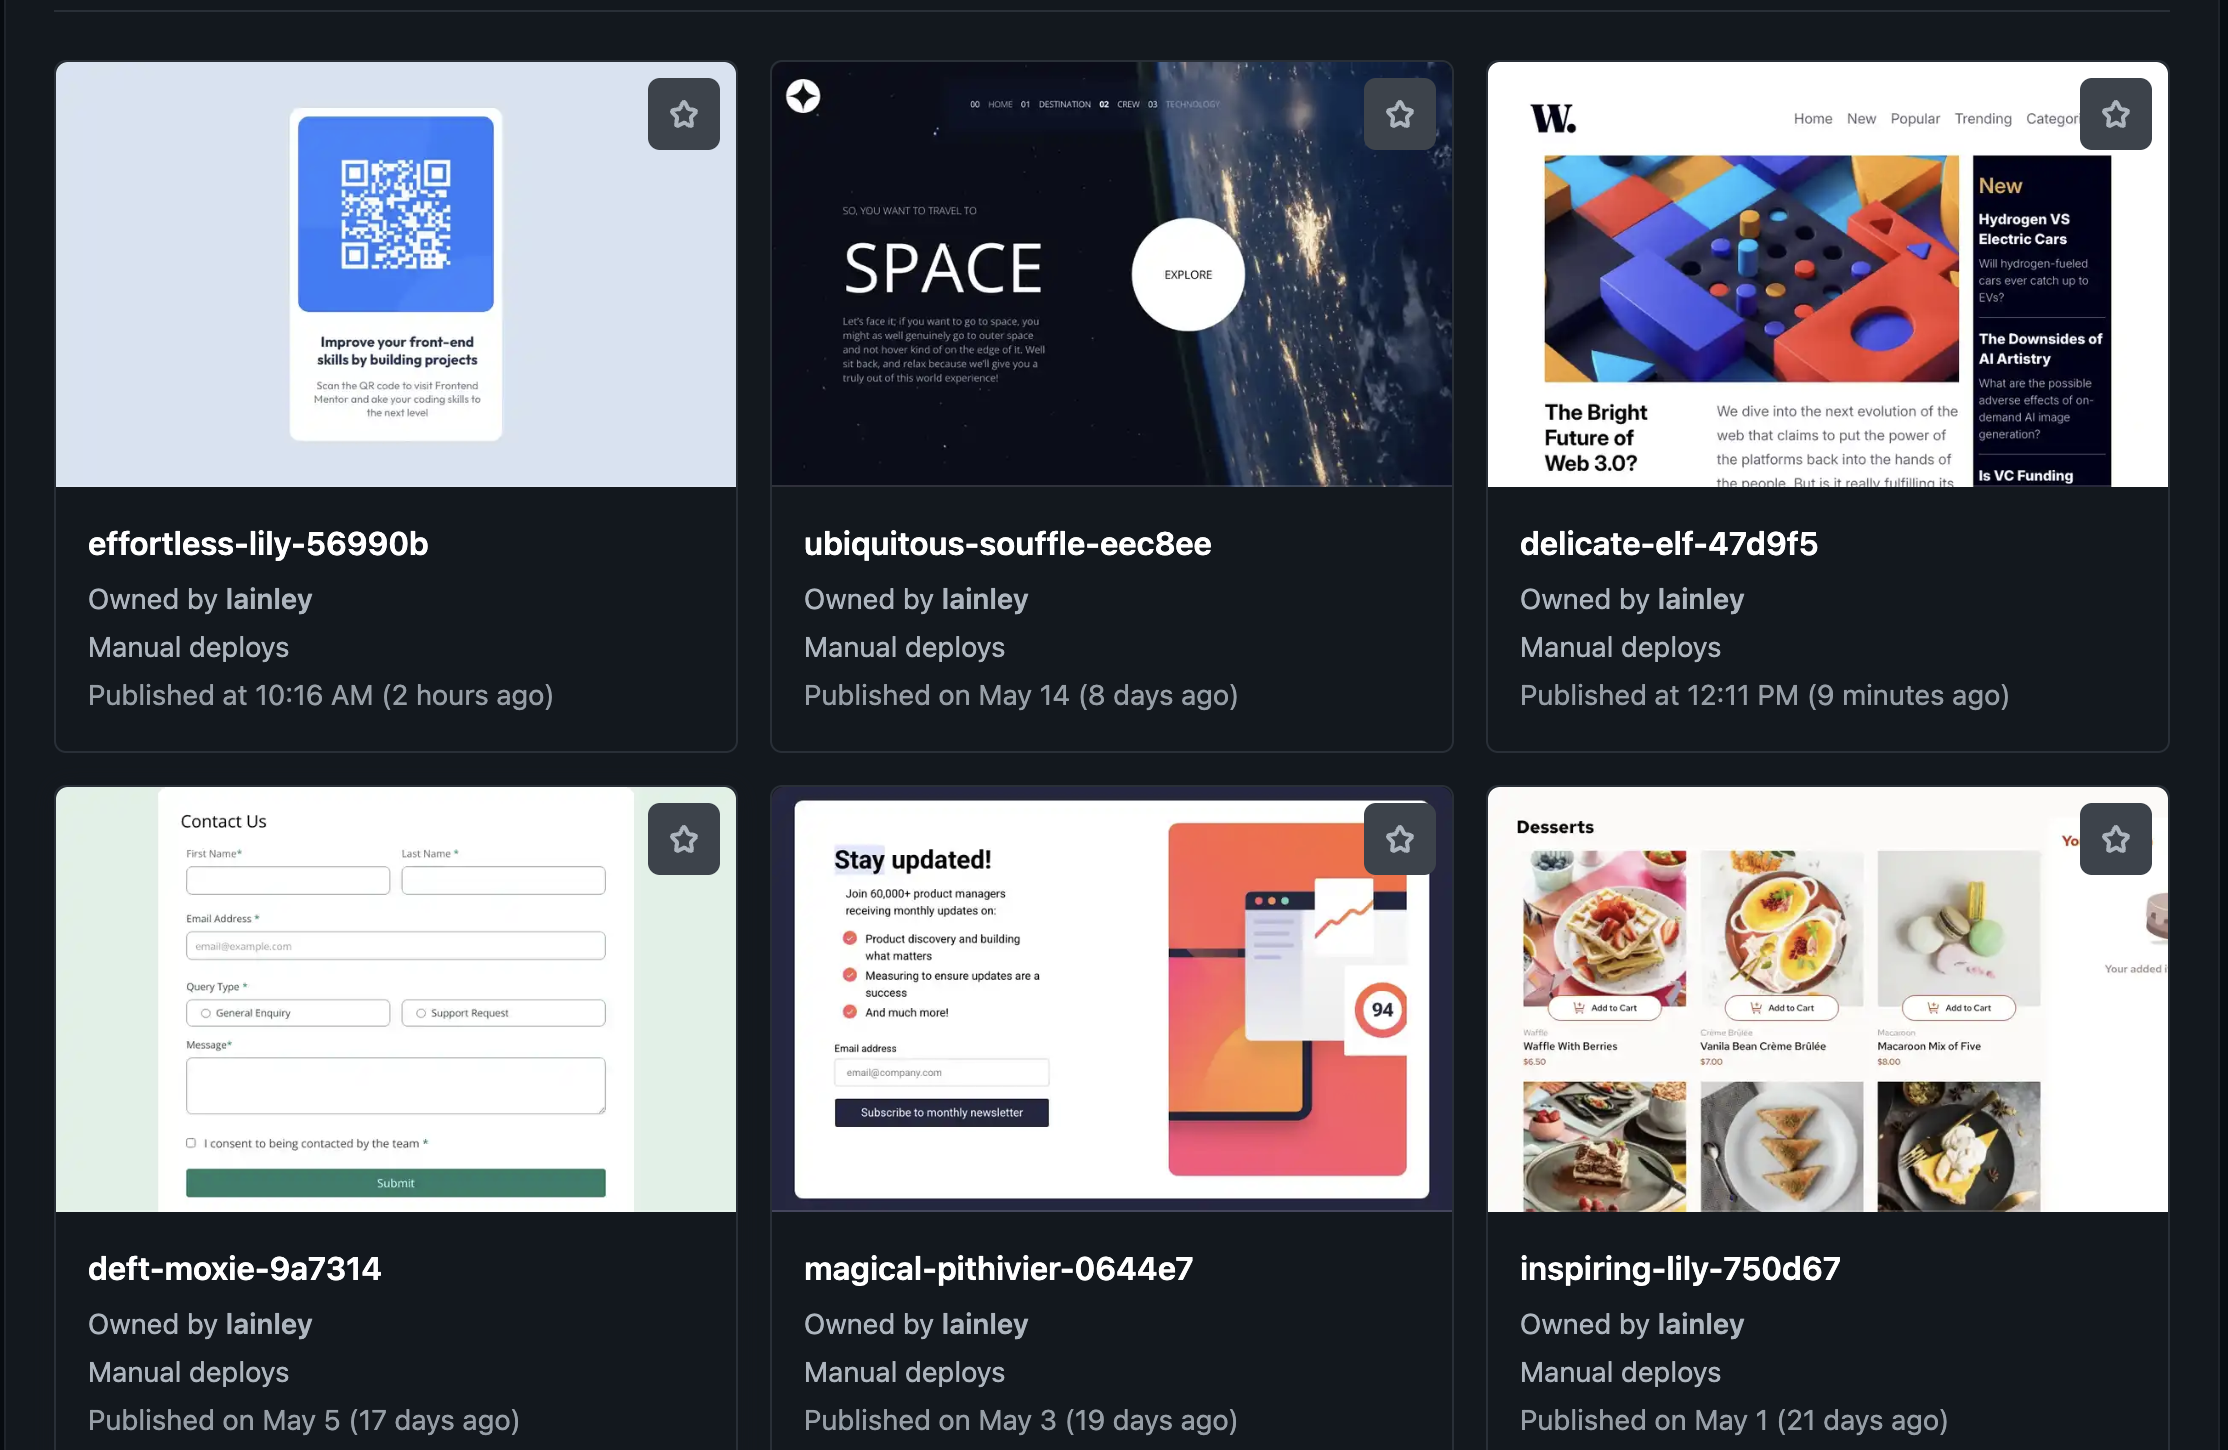 Improve your front-end
skills by building projects
Scan the QR code to visit Frontend
Mentor and ake your coding skills to
the next level
effortless-lily-56990b
Owned by lainley
Manual deploys
Published at 10:16 AM (2 hours ago)
00 HOME 01 DESTINATION 02 CREW 03 TECHNOLOGY
SO, YOU WANT TO TRAVEL TO
SPACE
EXPLORE
Let's face it; if you want to go to space, you
might as well genuinely go to outer space
and not hover kind of on the edge of it. Well
sit back, and relax because we'll give you a
truly out of this world experience!
ubiquitous-souffle-eec8ee
Owned by lainley
Manual deploys
Published on May 14 (8 days ago)
W.
Home New Popular Trending Categori
New
Hydrogen VS
Electric Cars
Will hydrogen-fueled
cars ever catch up to
EVs?
The Downsides of
AI Artistry
What are the possible
adverse effects of on-
demand AI image
generation?
Is VC Funding
The Bright
Future of
Web 3.0?
We dive into the next evolution of the
web that claims to put the power of
the platforms back into the hands of
the people. But is it really fulfilling its
delicate-elf-47d9f5
Owned by lainley
Manual deploys
Published at 12:11 PM (9 minutes ago)
Contact Us
First Name* Last Name *
Email Address *
email@example.com
Query Type *
General Enquiry Support Request
Message*
I consent to being contacted by the team *
Submit
deft-moxie-9a7314
Owned by lainley
Manual deploys
Published on May 5 (17 days ago)
Stay updated!
Join 60,000+ product managers
receiving monthly updates on:
Product discovery and building
what matters
Measuring to ensure updates are a
success
And much more!
Email address
email@company.com
Subscribe to monthly newsletter
94
magical-pithivier-0644e7
Owned by lainley
Manual deploys
Published on May 3 (19 days ago)
Desserts
Yo
Add to Cart Add to Cart Add to Cart
Waffle Crème Brûlée Macaroon
Waffle With Berries Vanila Bean Crème Brûlée Macaroon Mix of Five
$6.50 $7.00 $8.00
Your added i
inspiring-lily-750d67
Owned by lainley
Manual deploys
Published on May 1 (21 days ago)